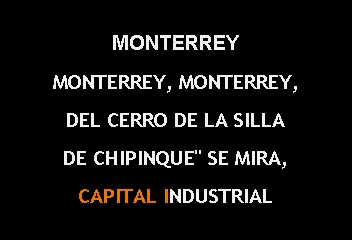 MONTERREY
MONTERREY, MONTERREY,
DEL CERRO DE LA SILLA
DE CHIPINQUE" SE MIRA,
CAPITAL INDUSTRIAL